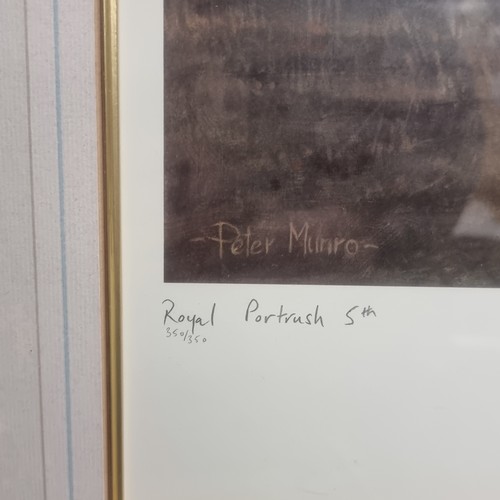 -Peter Munro-
Royal Portrush 5th
350/350